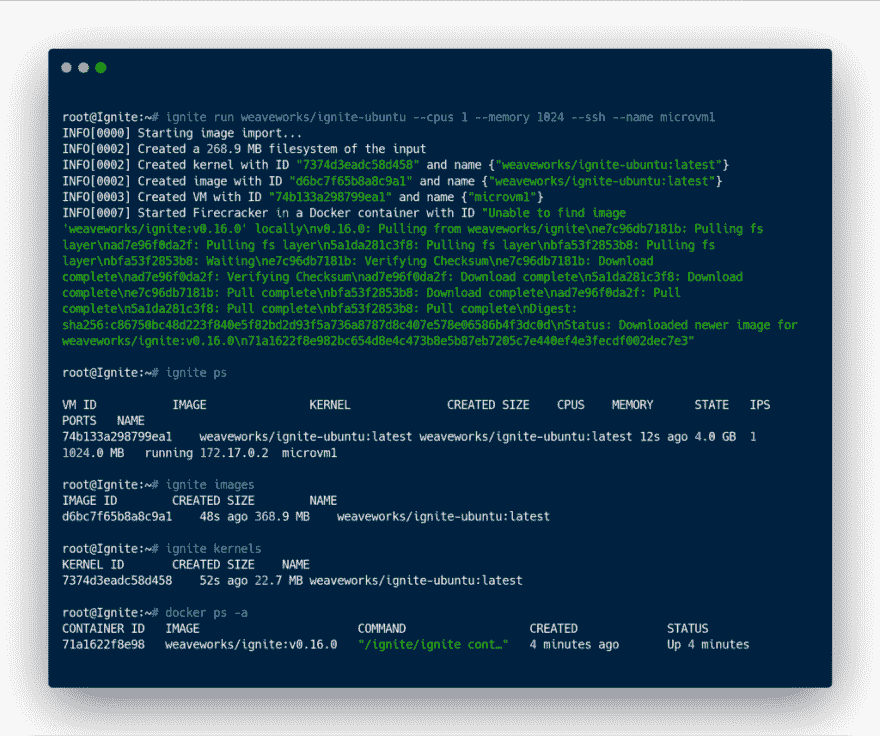 root@Ignite:~# ignite run weaveworks/ignite-ubuntu --cpus 1 --memory 1024 --ssh --name microvm1
INFO[0000] Starting image import...
INFO[0002] Created a 268.9 MB filesystem of the input
INFO[0002] Created kernel with ID "7374d3eadc58d458" and name {"weaveworks/ignite-ubuntu:latest"}
INFO[0002] Created image with ID "d6bc7f65b8a8c9a1" and name {"weaveworks/ignite-ubuntu:latest"}
INFO[0003] Created VM with ID "74b133a298799ea1" and name {"microvm1"}
INFO[0007] Started Firecracker in a Docker container with ID "Unable to find image
'weaveworks/ignite:v0.16.0' locally\nv0.16.0: Pulling from weaveworks/ignite\ne7c96db7181b: Pulling fs
layer\nad7e96f0da2f: Pulling fs layer\n5a1da281c3f8: Pulling fs layer\nbfa53f2853b8: Pulling fs
layer\nbfa53f2853b8: Waiting\ne7c96db7181b: Verifying Checksum\ne7c96db7181b: Download
complete\nad7e96f0da2f: Verifying Checksum\nad7e96f0da2f: Download complete\n5a1da281c3f8: Download
complete\ne7c96db7181b: Pull complete\nbfa53f2853b8: Download complete\nad7e96f0da2f: Pull
complete\n5a1da281c3f8: Pull complete\nbfa53f2853b8: Pull complete\nDigest:
sha256:c86750bc48d223f840e5f82bd2d93f5a736a8787d8c407e578e06586b4f3dc0d\nStatus: Downloaded newer image for
weaveworks/ignite:v0.16.0\n71a1622f8e982bc654d8e4c473b8e5b87eb7205c7e440ef4e3fecdf002dec7e3"
root@Ignite:~# ignite ps
VM ID IMAGE KERNEL CREATED SIZE CPUS MEMORY STATE IPS
PORTS NAME
74b133a298799ea1 weaveworks/ignite-ubuntu:latest weaveworks/ignite-ubuntu:latest 12s ago 4.0 GB 1
1024.0 MB running 172.17.0.2 microvm1
root@Ignite:~# ignite images
IMAGE ID CREATED SIZE NAME
d6bc7f65b8a8c9a1 48s ago 368.9 MB weaveworks/ignite-ubuntu:latest
root@Ignite:~# ignite kernels
KERNEL ID CREATED SIZE NAME
7374d3eadc58d458 52s ago 22.7 MB weaveworks/ignite-ubuntu:latest
root@Ignite:~# docker ps -a
CONTAINER ID IMAGE COMMAND CREATED STATUS
71a1622f8e98 weaveworks/ignite:v0.16.0 "/ignite/ignite cont…" 4 minutes ago Up 4 minutes